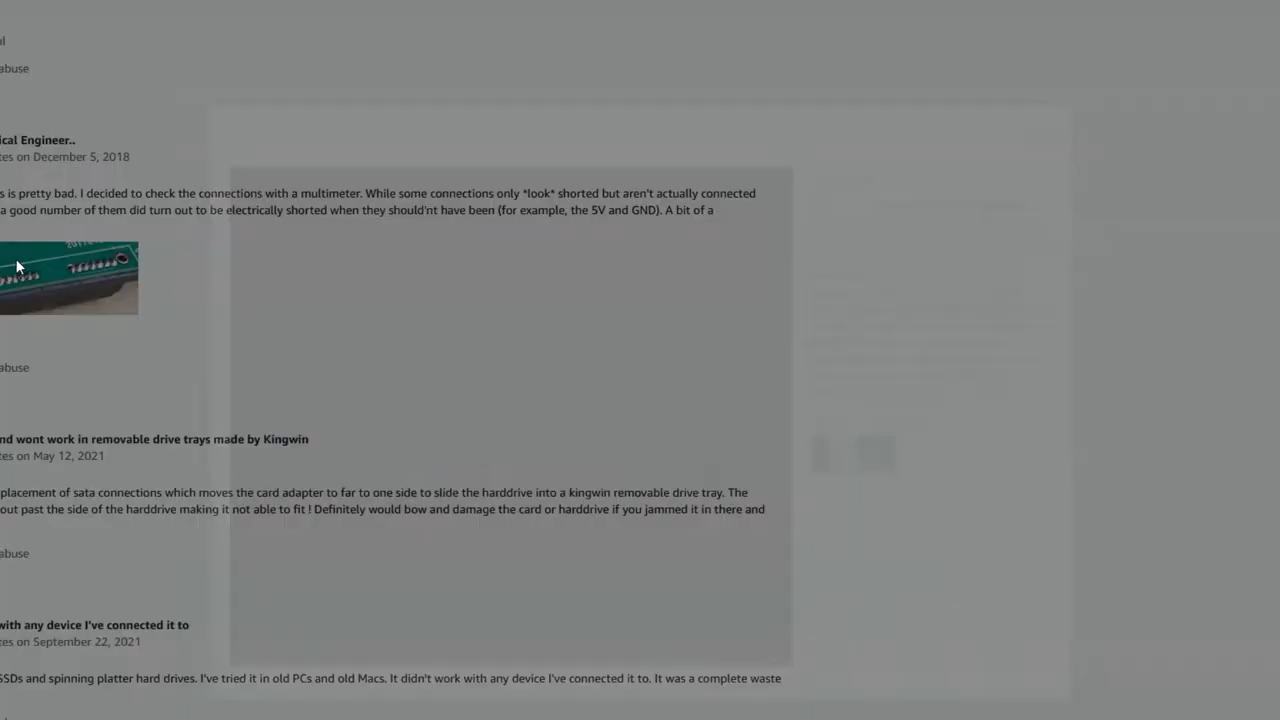 abuse
ical Engineer..
tes on December 5, 2018
s is pretty bad. I decided to check the connections with a multimeter. While some connections only *look* shorted but aren't actually connected
a good number of them did turn out to be electrically shorted when they should'nt have been (for example, the 5V and GND). A bit of a
abuse
nd wont work in removable drive trays made by Kingwin
tes on May 12, 2021
placement of sata connections which moves the card adapter to far to one side to slide the harddrive into a kingwin removable drive tray. The
out past the side of the harddrive making it not able to fit ! Definitely would bow and damage the card or harddrive if you jammed it in there and
abuse
with any device I've connected it to
tes on September 22, 2021
SSDs and spinning platter hard drives. I've tried it in old PCs and old Macs. It didn't work with any device I've connected it to. It was a complete waste